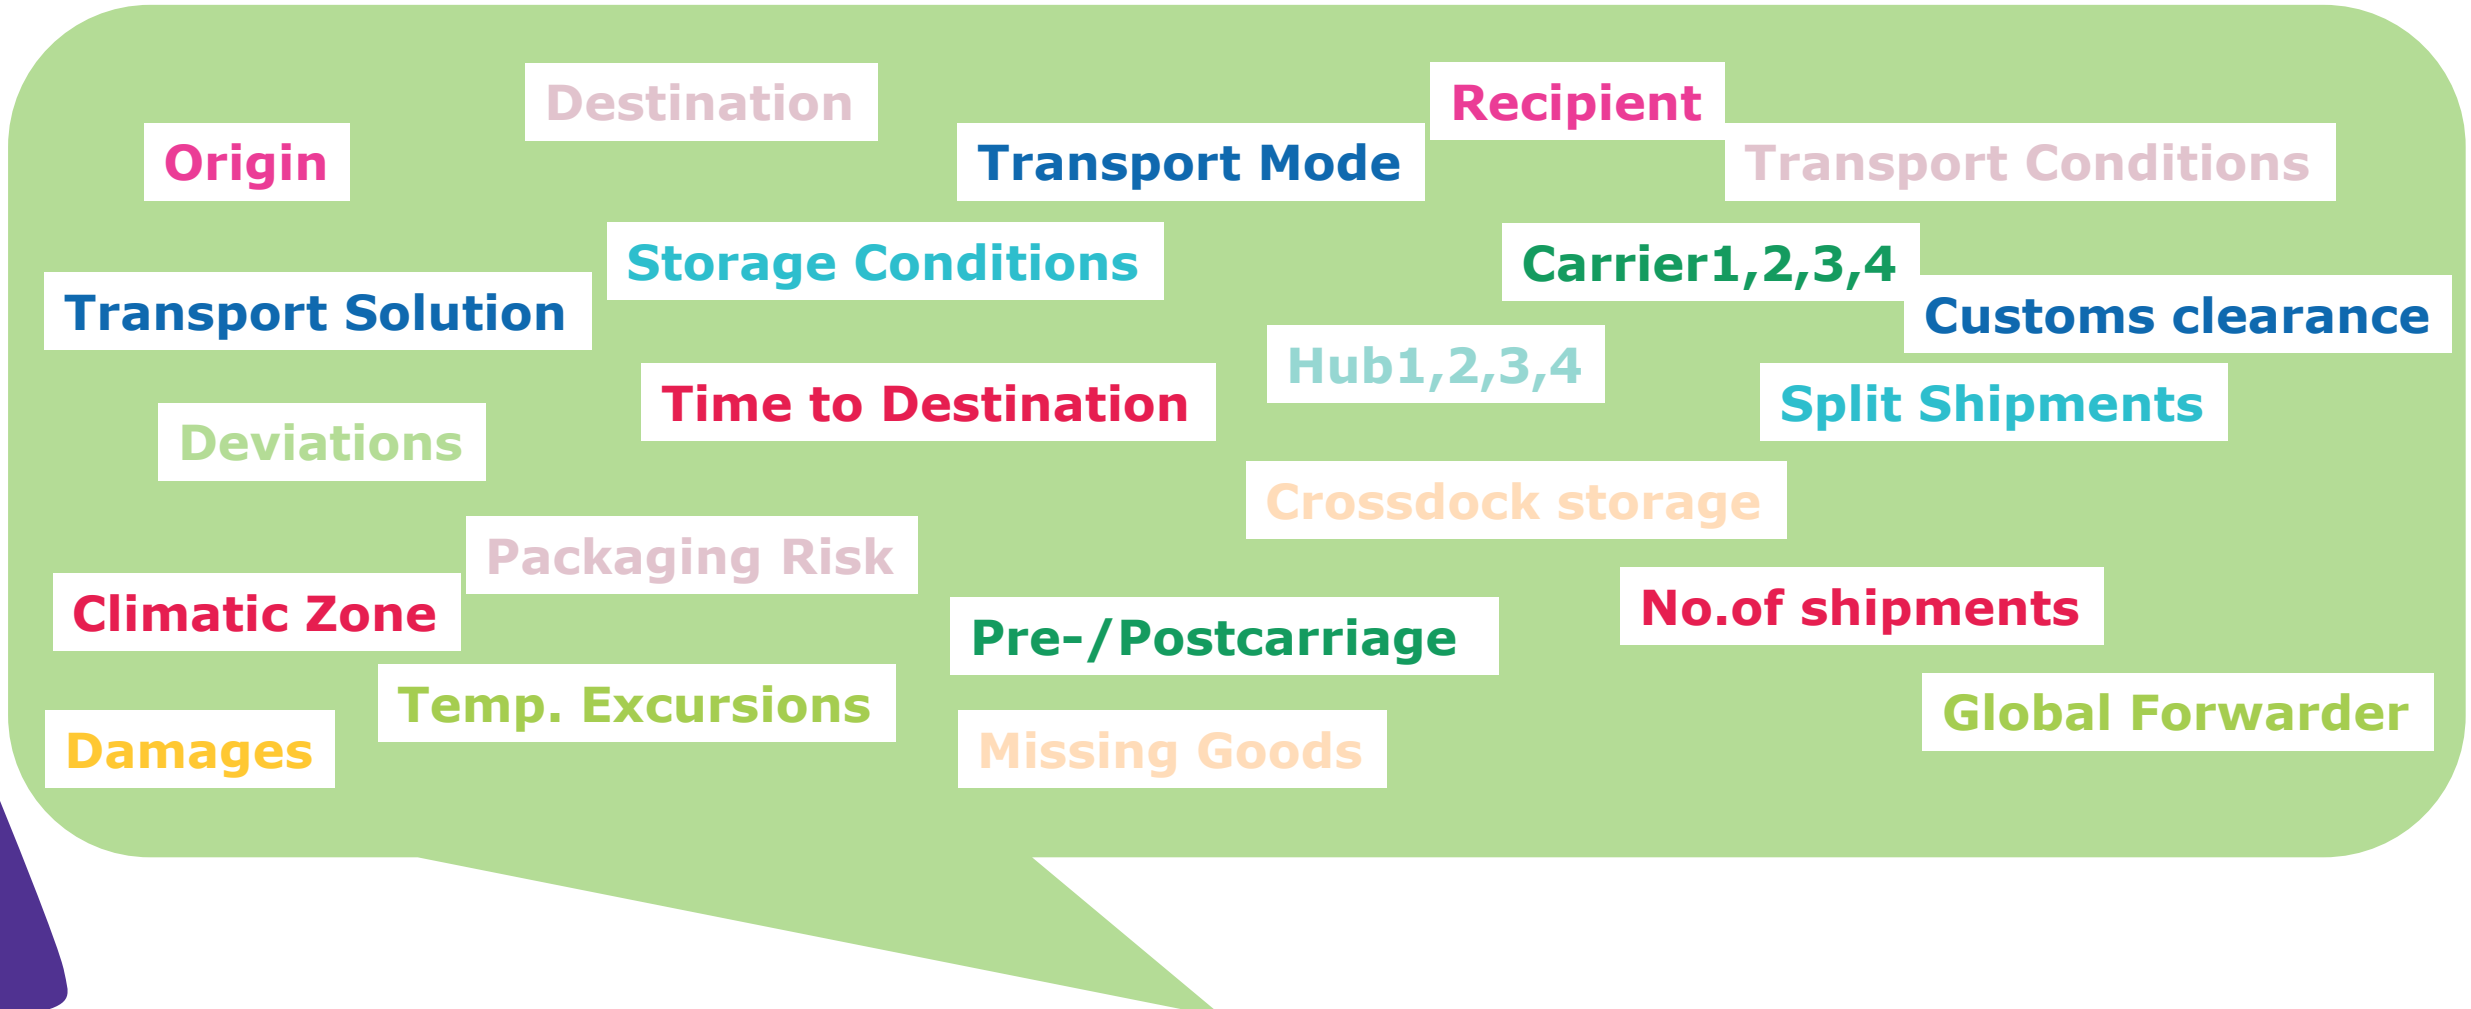 Destination
Recipient
Origin
Transport Mode
Transport Conditions
Storage Conditions
Carrier1,2,3,4
Transport Solution
Customs clearance
Hub1,2,3,4
Time to Destination
Split Shipments
Deviations
Crossdock storage
Packaging Risk
Climatic Zone
No.of shipments
Pre-/Postcarriage
Temp. Excursions
Global Forwarder
Damages
Missing Goods